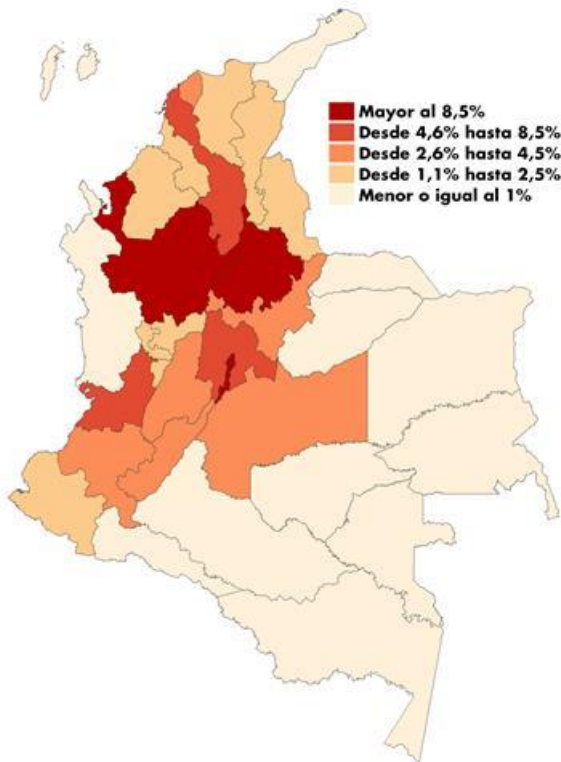 Mayor al 8,5%
Desde 4,6% hasta 8,5%
Desde 2,6% hasta 4,5%
Desde 1,1% hasta 2,5%
Menor o igual al 1%